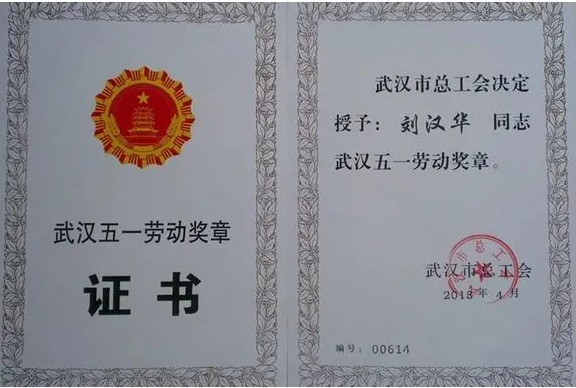 武汉五一劳动奖章
证书
武汉市总工会决定
授予：刘汉华 同志
武汉五一劳动奖章。
武汉市总工会
2013年4月
编号：00614